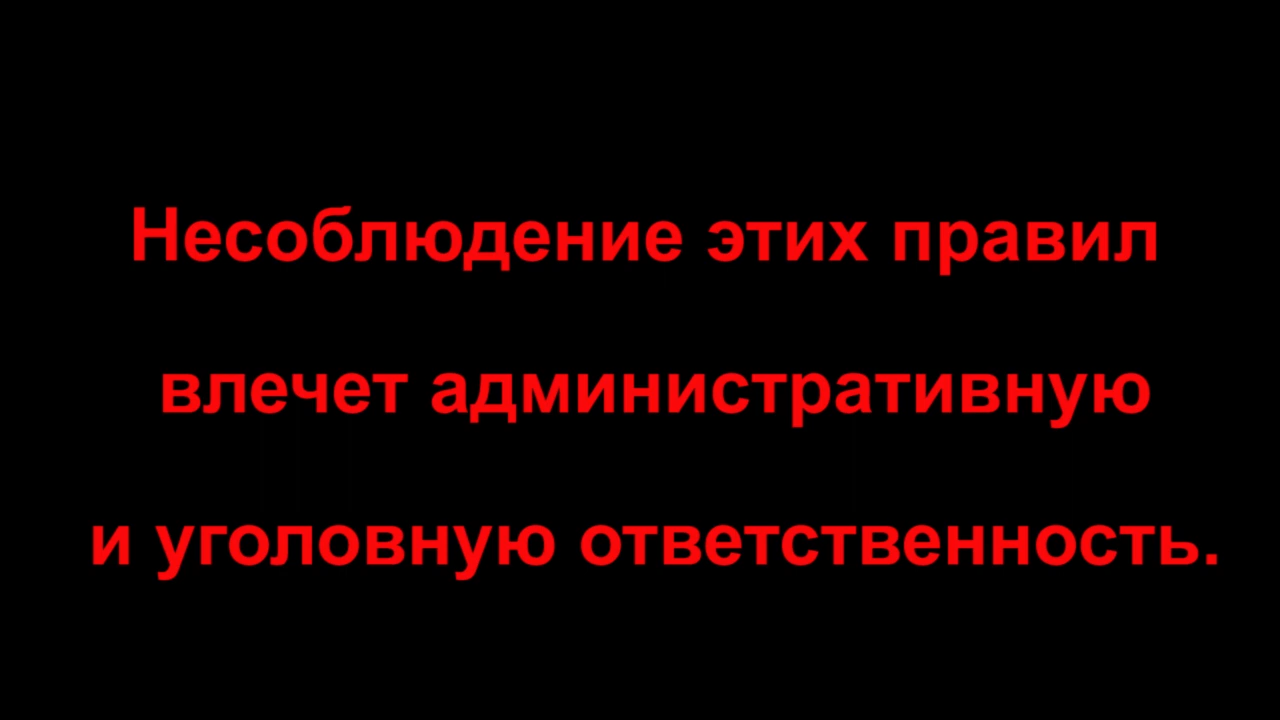 Несоблюдение этих правил
влечет административную
и уголовную ответственность.